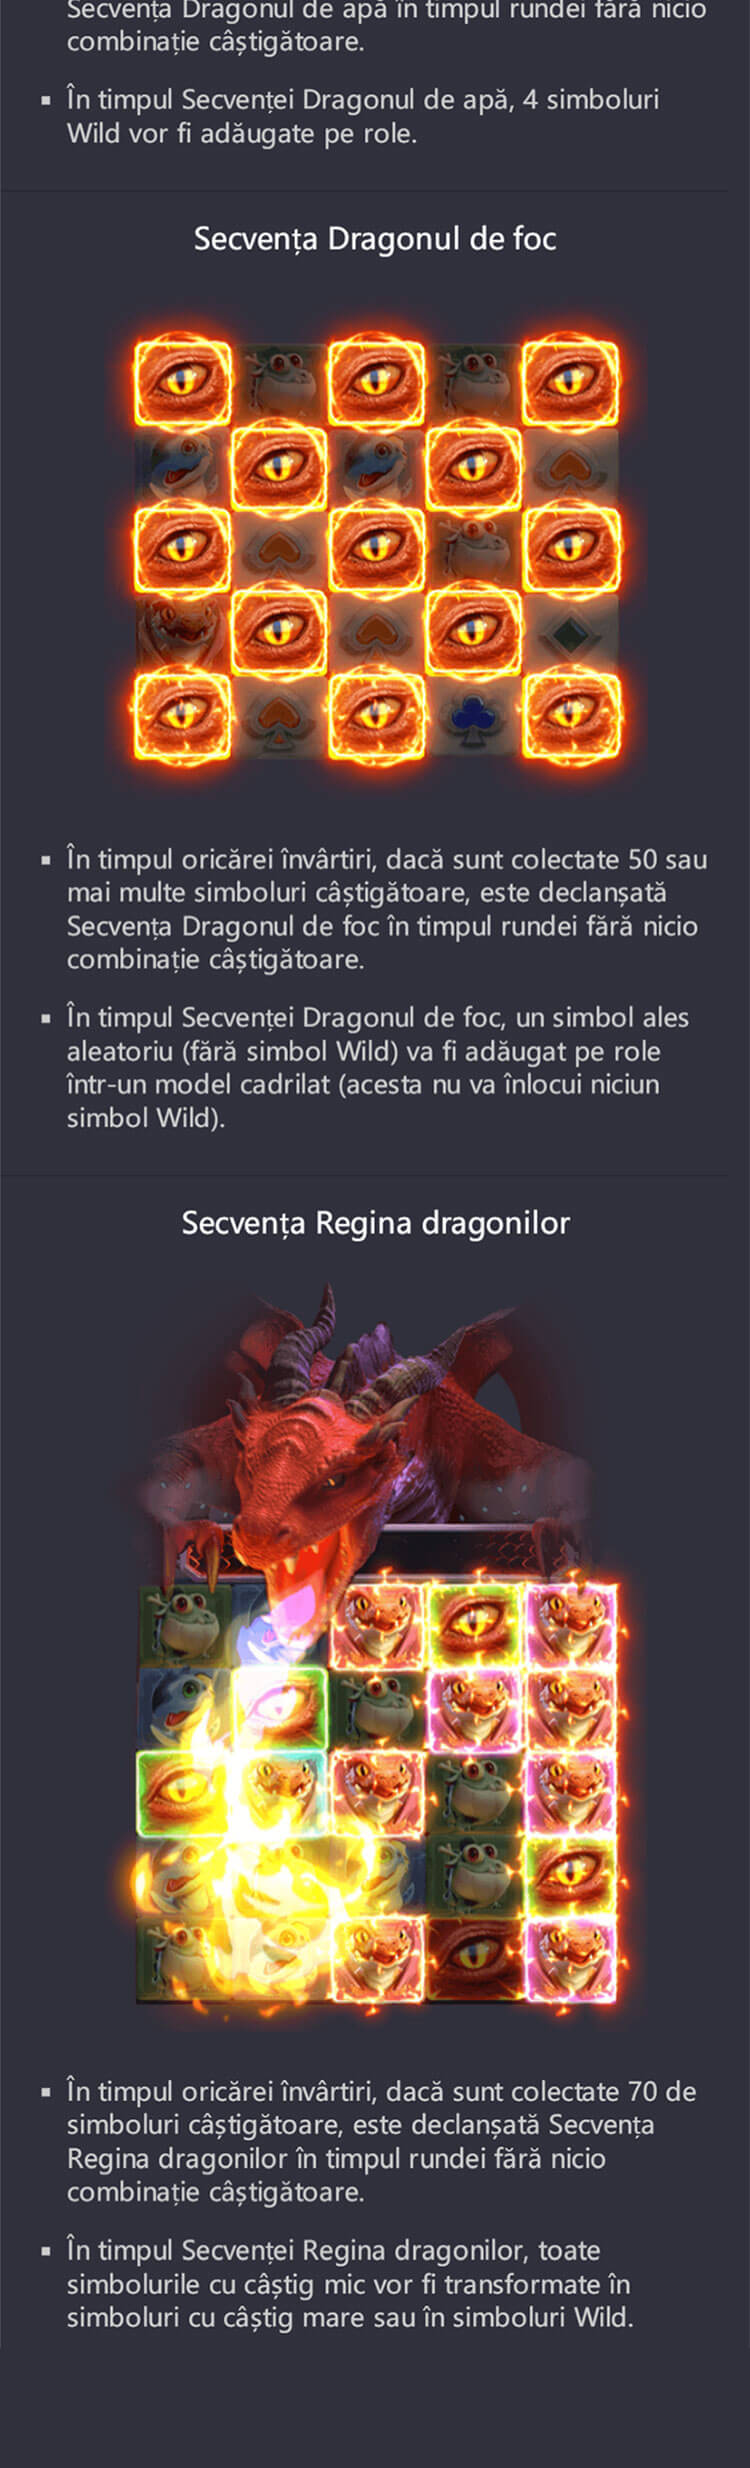 Secvența Dragonul de apă în timpul rundei fără nicio
combinație câștigătoare.
▪ În timpul Secvenței Dragonul de apă, 4 simboluri
Wild vor fi adăugate pe role.
Secvența Dragonul de foc
▪ În timpul oricărei învârtiri, dacă sunt colectate 50 sau
mai multe simboluri câștigătoare, este declanșată
Secvența Dragonul de foc în timpul rundei fără nicio
combinație câștigătoare.
▪ În timpul Secvenței Dragonul de foc, un simbol ales
aleatoriu (fără simbol Wild) va fi adăugat pe role
într-un model cadrilat (acesta nu va înlocui niciun
simbol Wild).
Secvența Regina dragonilor
▪ În timpul oricărei învârtiri, dacă sunt colectate 70 de
simboluri câștigătoare, este declanșată Secvența
Regina dragonilor în timpul rundei fără nicio
combinație câștigătoare.
▪ În timpul Secvenței Regina dragonilor, toate
simbolurile cu câștig mic vor fi transformate în
simboluri cu câștig mare sau în simboluri Wild.